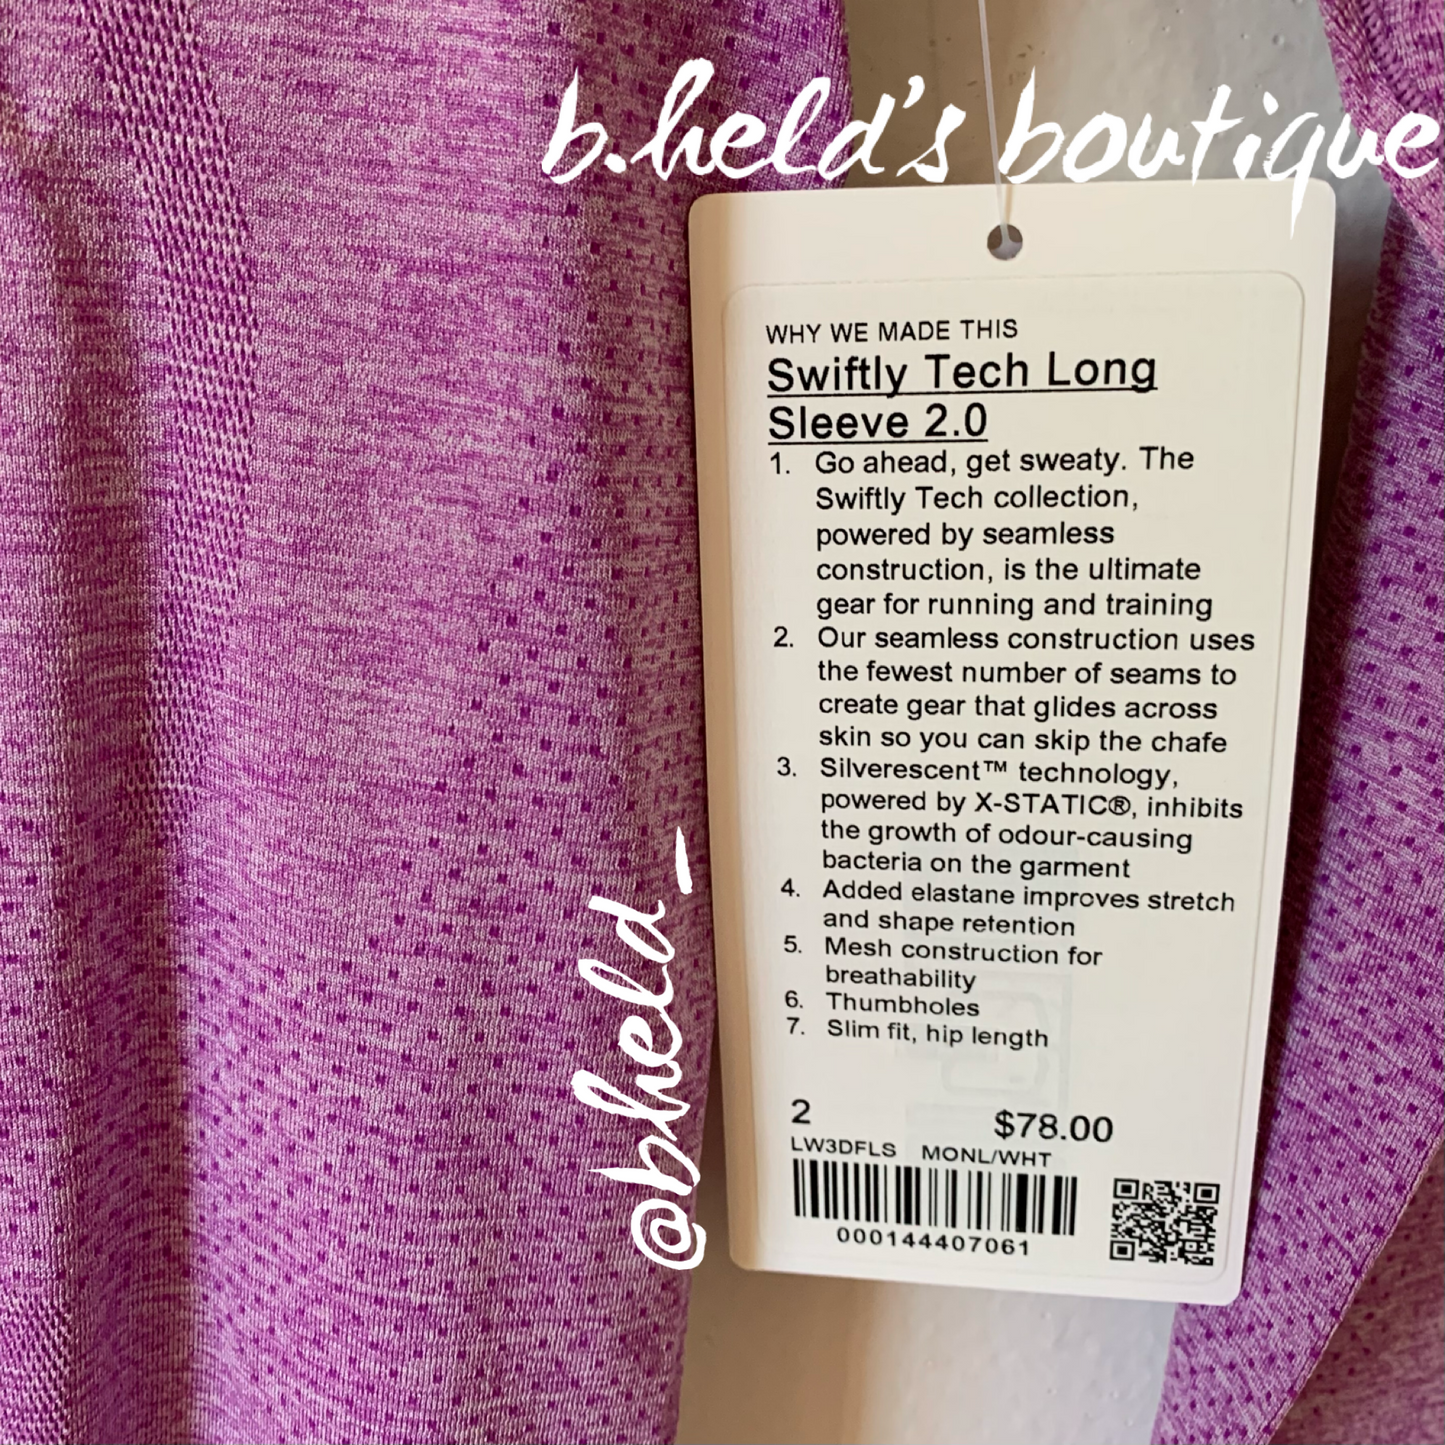 b.held's boutique
WHY WE MADE THIS
Swiftly Tech Long
Sleeve 2.0
1. Go ahead, get sweaty. The
Swiftly Tech collection,
powered by seamless
construction, is the ultimate
gear for running and training
2. Our seamless construction uses
the fewest number of seams to
create gear that glides across
skin so you can skip the chafe
3. Silverescent™ technology,
powered by X-STATIC®, inhibits
the growth of odour-causing
bacteria on the garment
4. Added elastane improves stretch
and shape retention
5. Mesh construction for
breathability
6. Thumbholes
7. Slim fit, hip length
2 $78.00
LW3DFLS MONL/WHT
000144407061
@bheld_